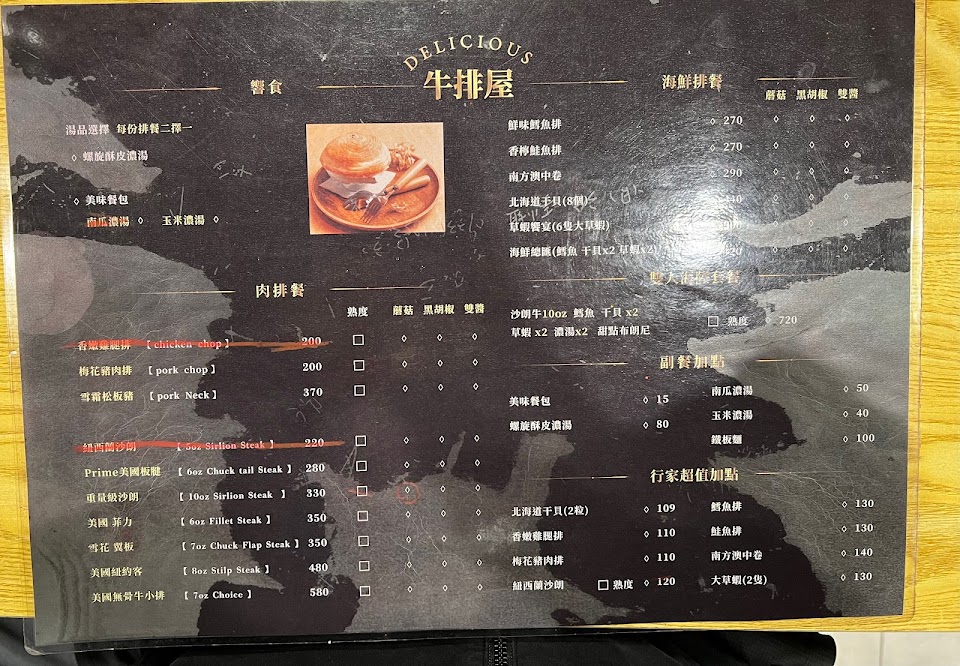 DELICIOUS
牛排屋
饗食
湯品選擇 每份排餐二擇一
◇ 螺旋酥皮濃湯
◇ 美味餐包
南瓜濃湯 ◇ 玉米濃湯 ◇
肉排餐
熟度 蘑菇 黑胡椒 雙醬
香嫩雞腿排 【 chicken chop 】 200
梅花豬肉排 【 pork chop 】 200
雪霜松板豬 【 pork Neck 】 370
紐西蘭沙朗 【 5oz Sirlion Steak 】 220
Prime美國板腱 【 6oz Chuck tail Steak 】 280
重量級沙朗 【 10oz Sirlion Steak 】 330
美國 菲力 【 6oz Fillet Steak 】 350
雪花 翼板 【 7oz Chuck Flap Steak 】 350
美國紐約客 【 8oz Stilp Steak 】 480
美國無骨牛小排 【 7oz Choice 】 580
海鮮排餐
蘑菇 黑胡椒 雙醬
鮮味鱈魚排 ◇ 270
香檸鮭魚排 ◇ 270
南方澳中卷 ◇ 290
北海道干貝(8個)
草蝦饗宴(6隻大草蝦)
海鮮總匯(鱈魚 干貝x2 草蝦x2)
雙人海陸套餐
沙朗牛10oz 鱈魚 干貝 x2
草蝦 x2 濃湯x2 甜點布朗尼
□ 熟度 . 720
副餐加點
美味餐包 ◇ 15
螺旋酥皮濃湯 ◇ 80
南瓜濃湯 ◇ 50
玉米濃湯 ◇ 40
鐵板麵 ◇ 100
行家超值加點
北海道干貝(2粒) ◇ 109
香嫩雞腿排 ◇ 110
梅花豬肉排 ◇ 110
紐西蘭沙朗 □ 熟度 ◇ 120
鱈魚排 ◇ 130
鮭魚排 ◇ 130
南方澳中卷 ◇ 140
大草蝦(2隻) ◇ 130